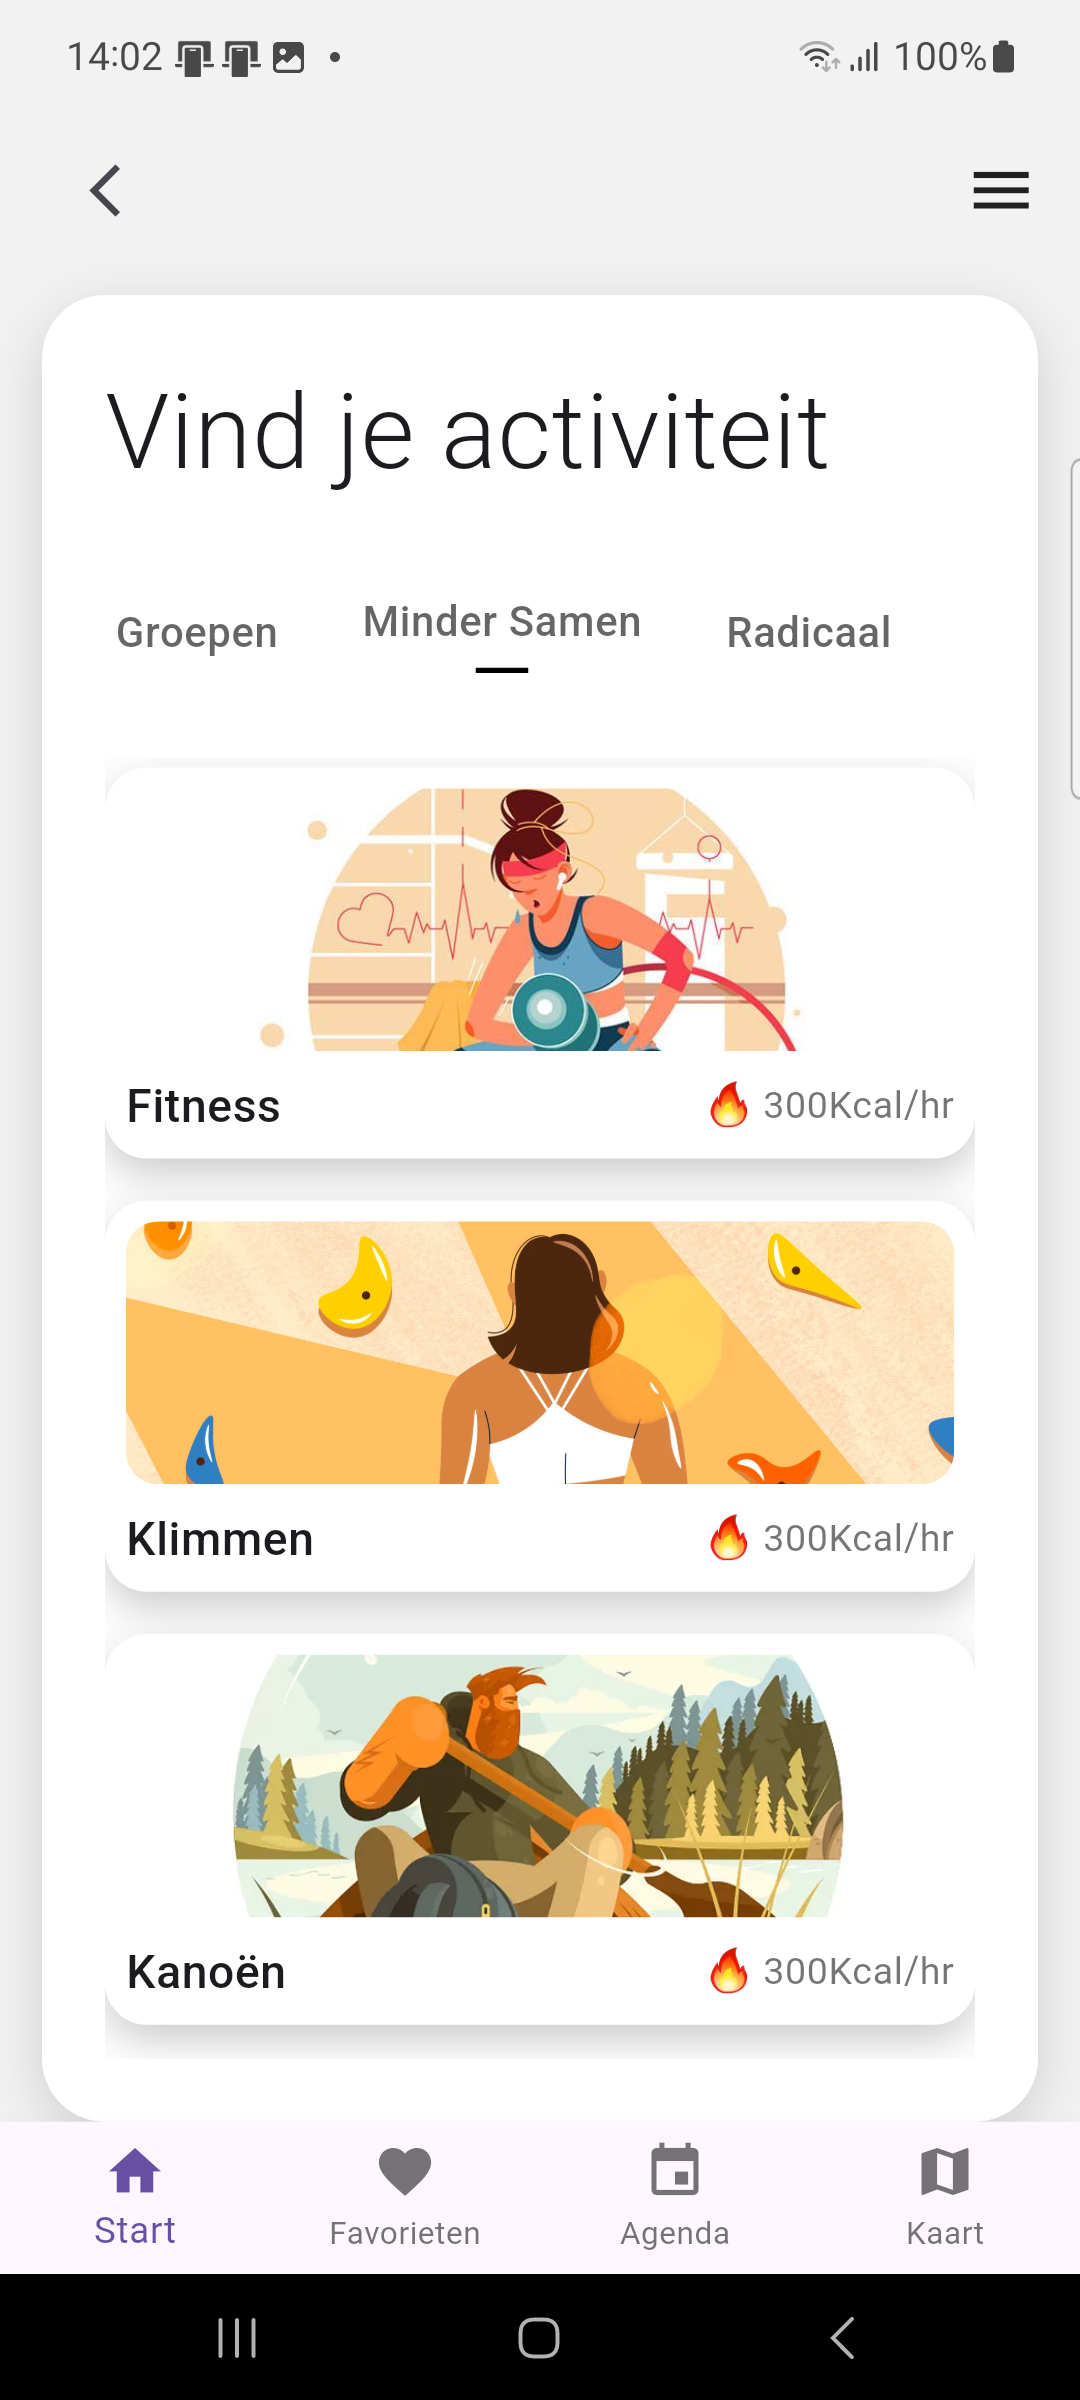 14:02
100%
Vind je activiteit
Groepen
Minder Samen
Radicaal
Fitness
300Kcal/hr
Klimmen
300Kcal/hr
Kanoën
300Kcal/hr
Start
Favorieten
Agenda
Kaart